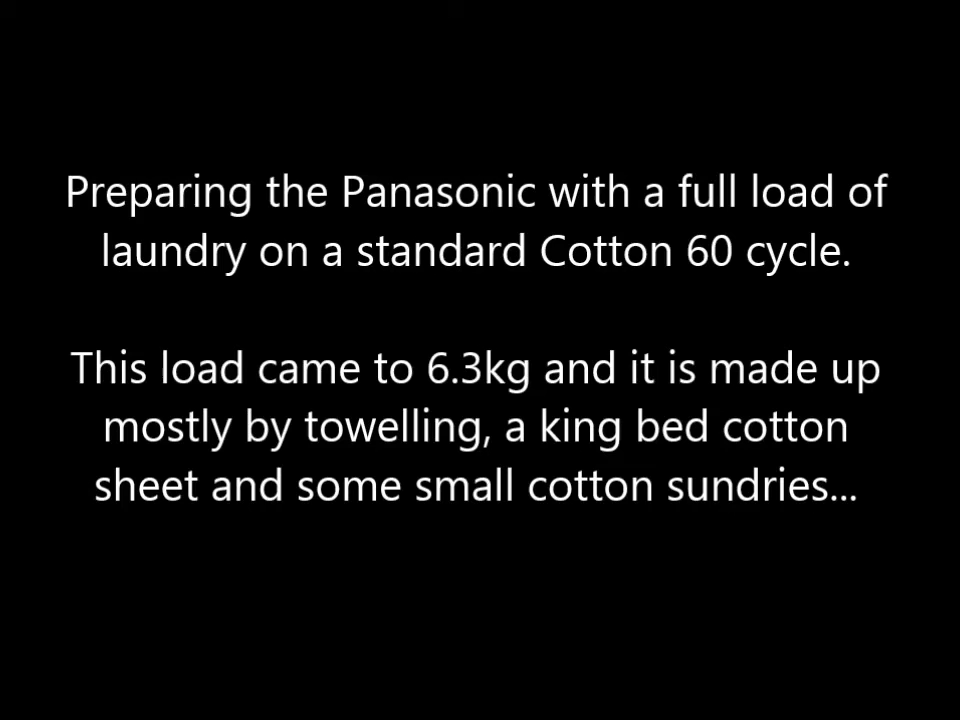 Preparing the Panasonic with a full load of
laundry on a standard Cotton 60 cycle.
This load came to 6.3kg and it is made up
mostly by towelling, a king bed cotton
sheet and some small cotton sundries...